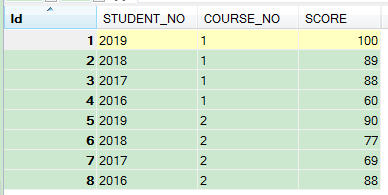 Id STUDENT_NO COURSE_NO SCORE
1 2019 1 100
2 2018 1 89
3 2017 1 88
4 2016 1 60
5 2019 2 90
6 2018 2 77
7 2017 2 69
8 2016 2 88